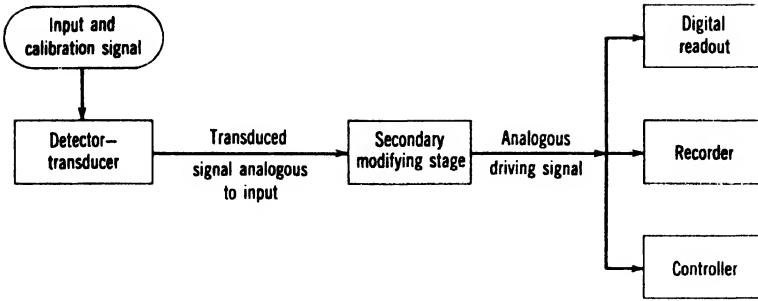 Input and
calibration signal
Detector–
transducer
Transduced
signal analogous
to input
Secondary
modifying stage
Analogous
driving signal
Digital
readout
Recorder
Controller